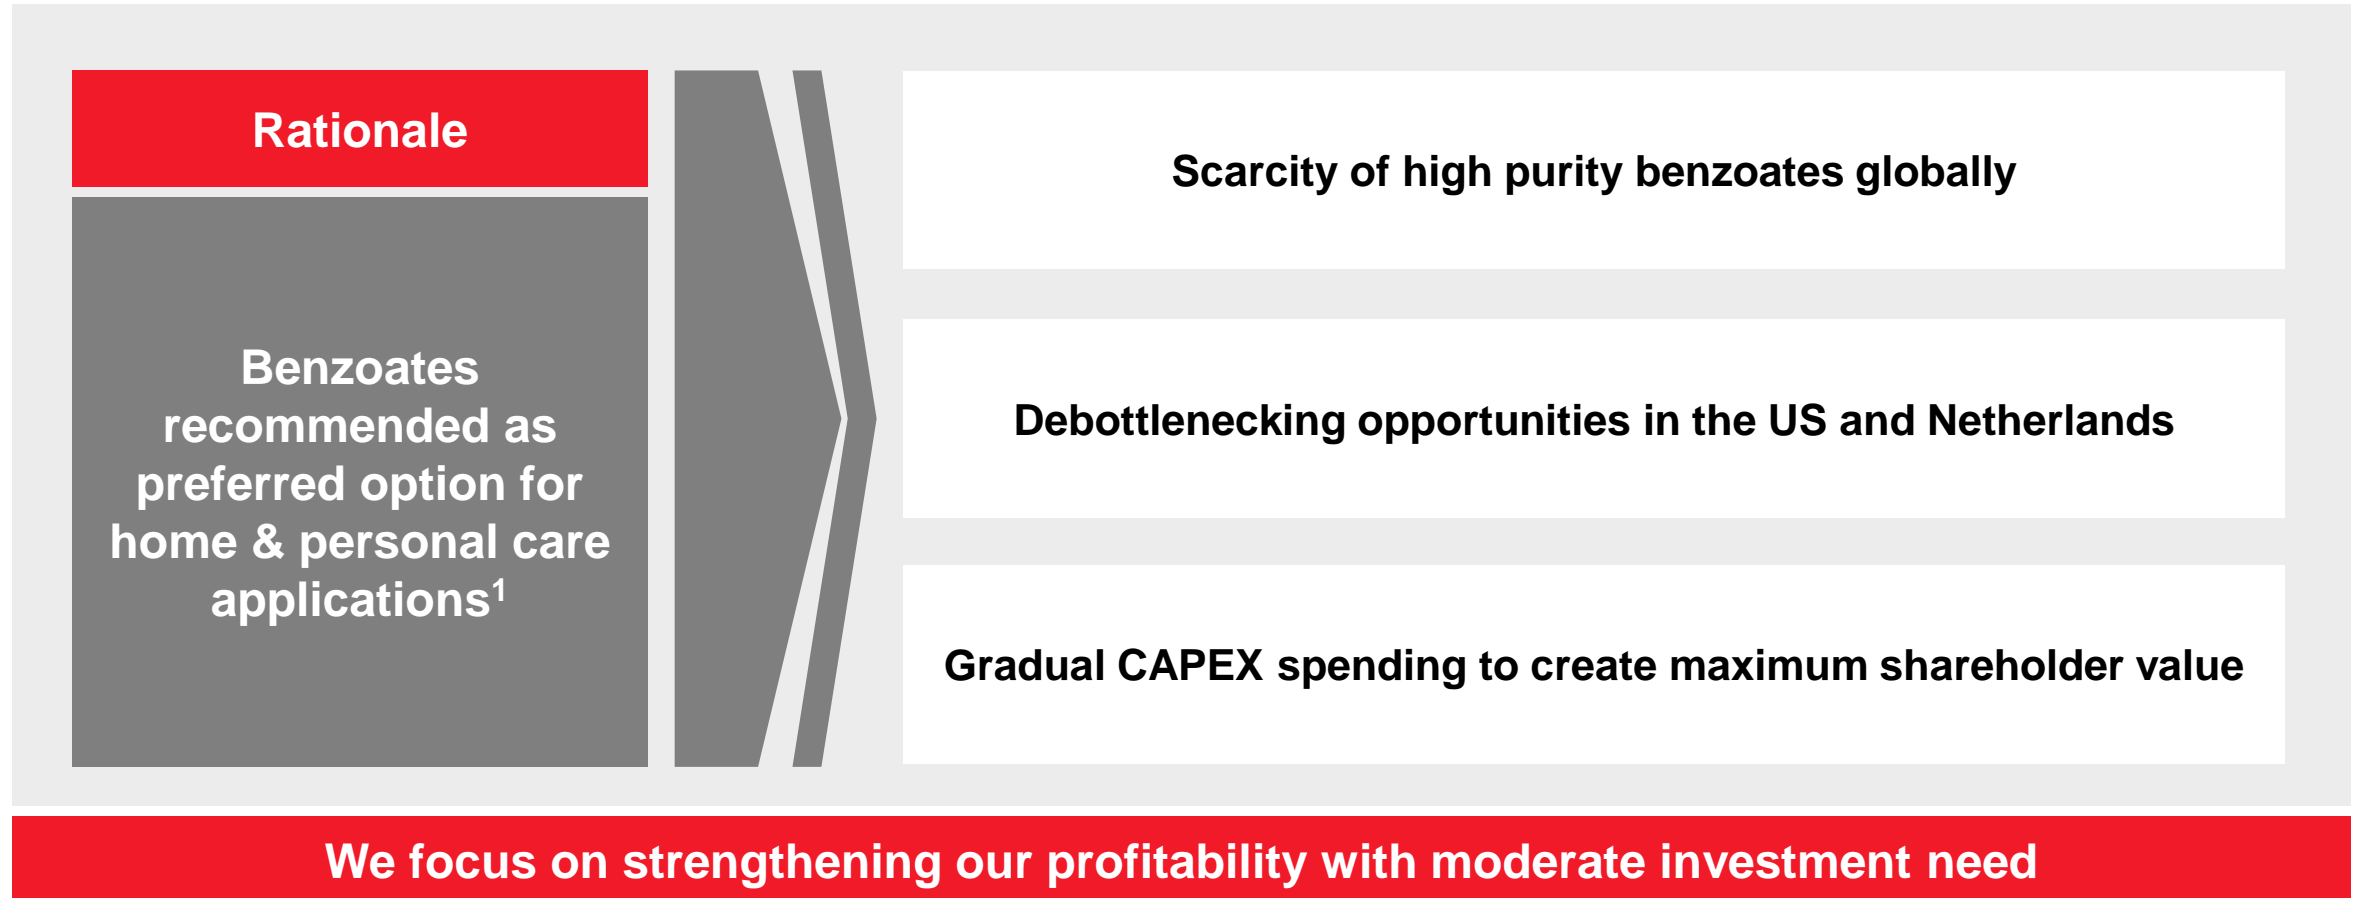 Rationale
Benzoates
recommended as
preferred option for
home & personal care
applications1
Scarcity of high purity benzoates globally
Debottlenecking opportunities in the US and Netherlands
Gradual CAPEX spending to create maximum shareholder value
We focus on strengthening our profitability with moderate investment need